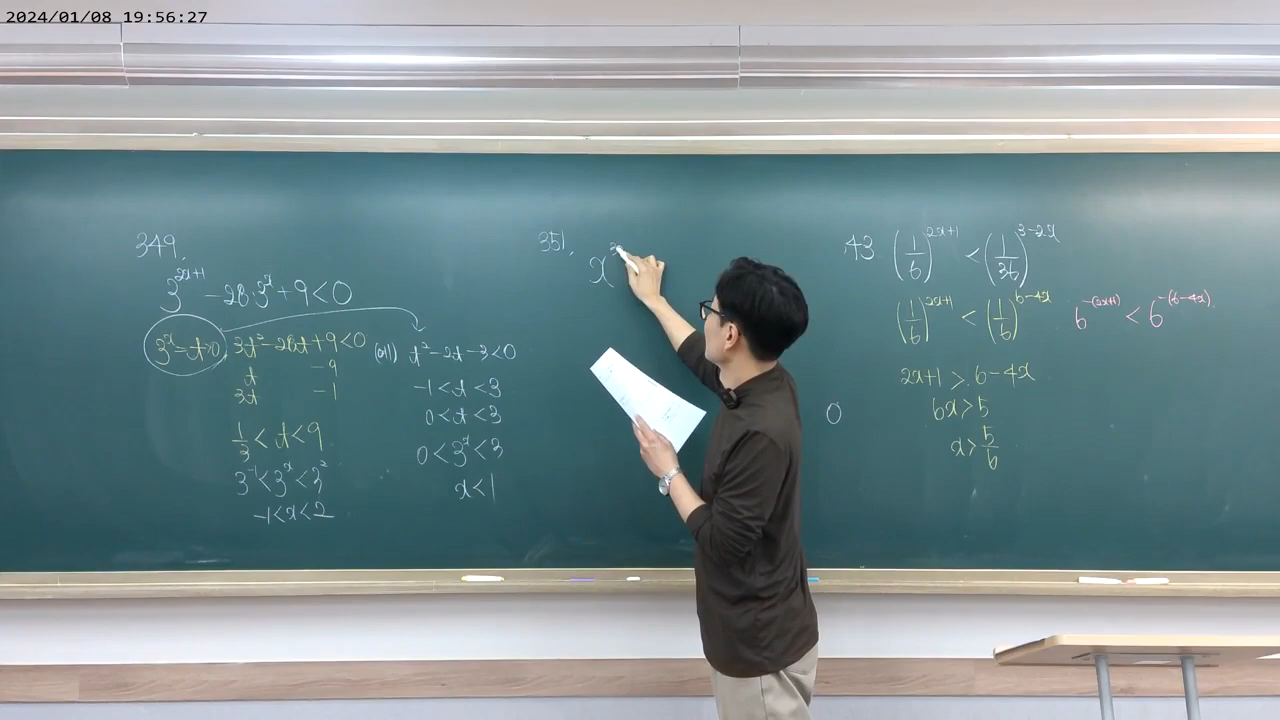 2024/01/08 19:56:27
349.
3^{2x+1} - 28·3^x + 9 < 0
3^x = t > 0, 3t² - 28t + 9 < 0
t -9
3t -1
1/3 < t < 9
3^{-1} < 3^x < 3²
-1 < x < 2
(예1) t² - 2t - 3 < 0
-1 < t < 3
0 < t < 3
0 < 3^x < 3
x < 1
351.
x
0
43 (1/6)^{2x+1} < (1/36)^{3-2x}
(1/6)^{2x+1} < (1/6)^{6-4x} 6^{-(2x+1)} < 6^{-(6-4x)}
2x+1 > 6-4x
6x > 5
x > 5/6